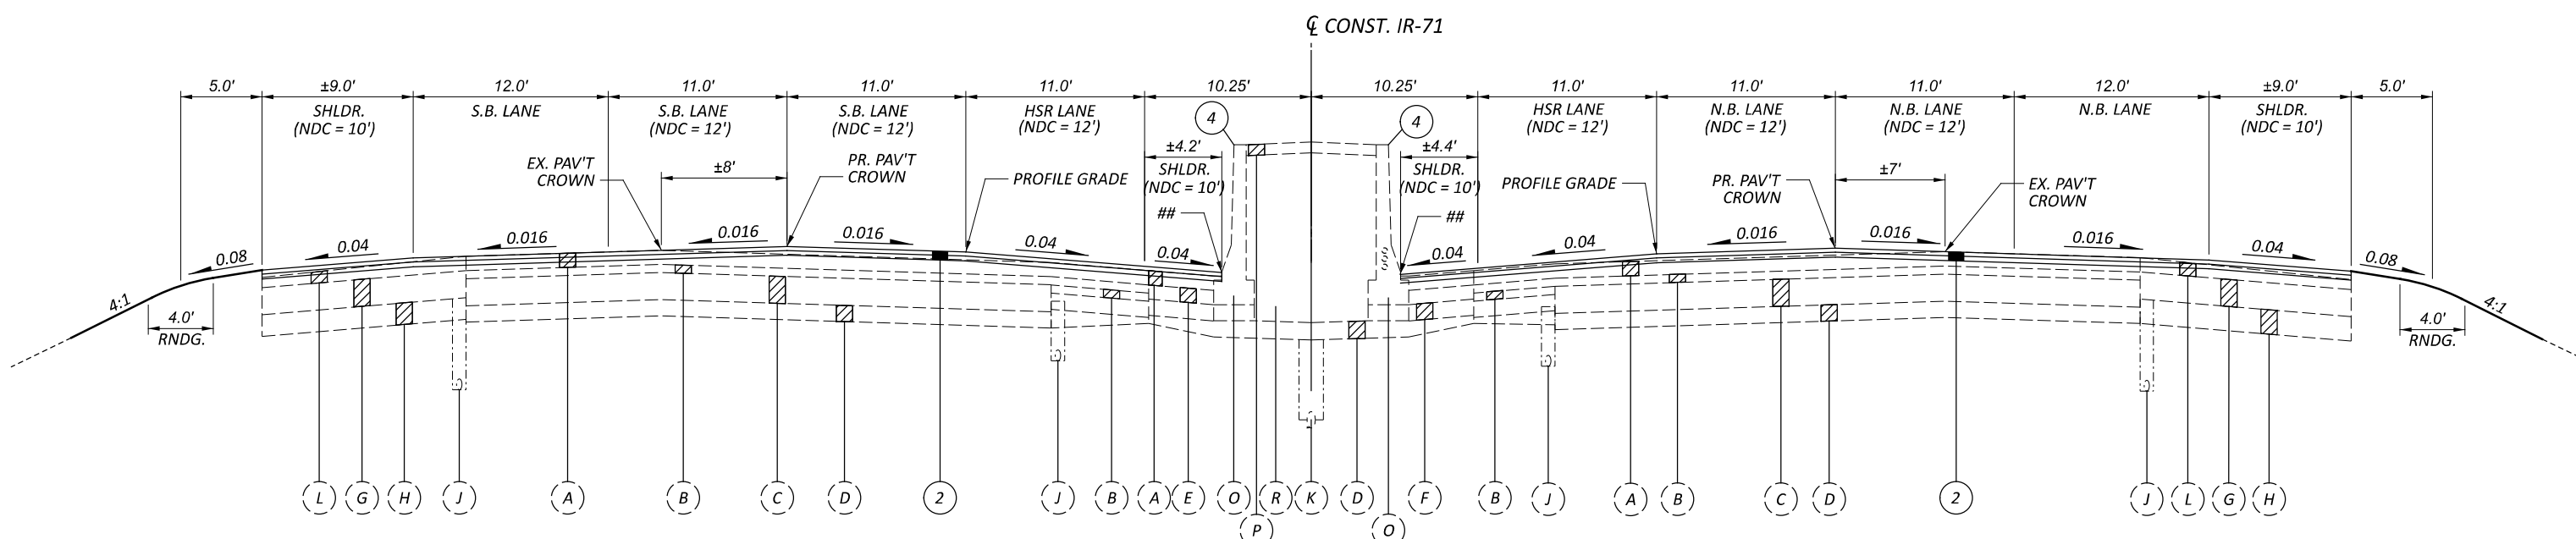 ℄ CONST. IR-71
5.0' ±9.0' 12.0' 11.0' 11.0' 11.0' 10.25' 10.25' 11.0' 11.0' 11.0' 12.0' ±9.0' 5.0'
SHLDR. S.B. LANE S.B. LANE S.B. LANE HSR LANE HSR LANE N.B. LANE N.B. LANE N.B. LANE SHLDR.
(NDC = 10') (NDC = 12') (NDC = 12') (NDC = 12') (NDC = 12') (NDC = 12') (NDC = 12') (NDC = 10')
4 4
±4.2' ±4.4'
EX. PAV'T ±8' PR. PAV'T SHLDR. SHLDR. PR. PAV'T ±7' EX. PAV'T
CROWN CROWN PROFILE GRADE (NDC = 10') (NDC = 10') PROFILE GRADE CROWN CROWN
## ##
0.08 0.04 0.016 0.016 0.016 0.04 0.04 0.04 0.04 0.016 0.016 0.016 0.04 0.08
4:1 4:1
4.0' 4.0'
RNDG. RNDG.
L G H J A B C D 2 J B A E O R K D F B J A B C D 2 J L G H
P O